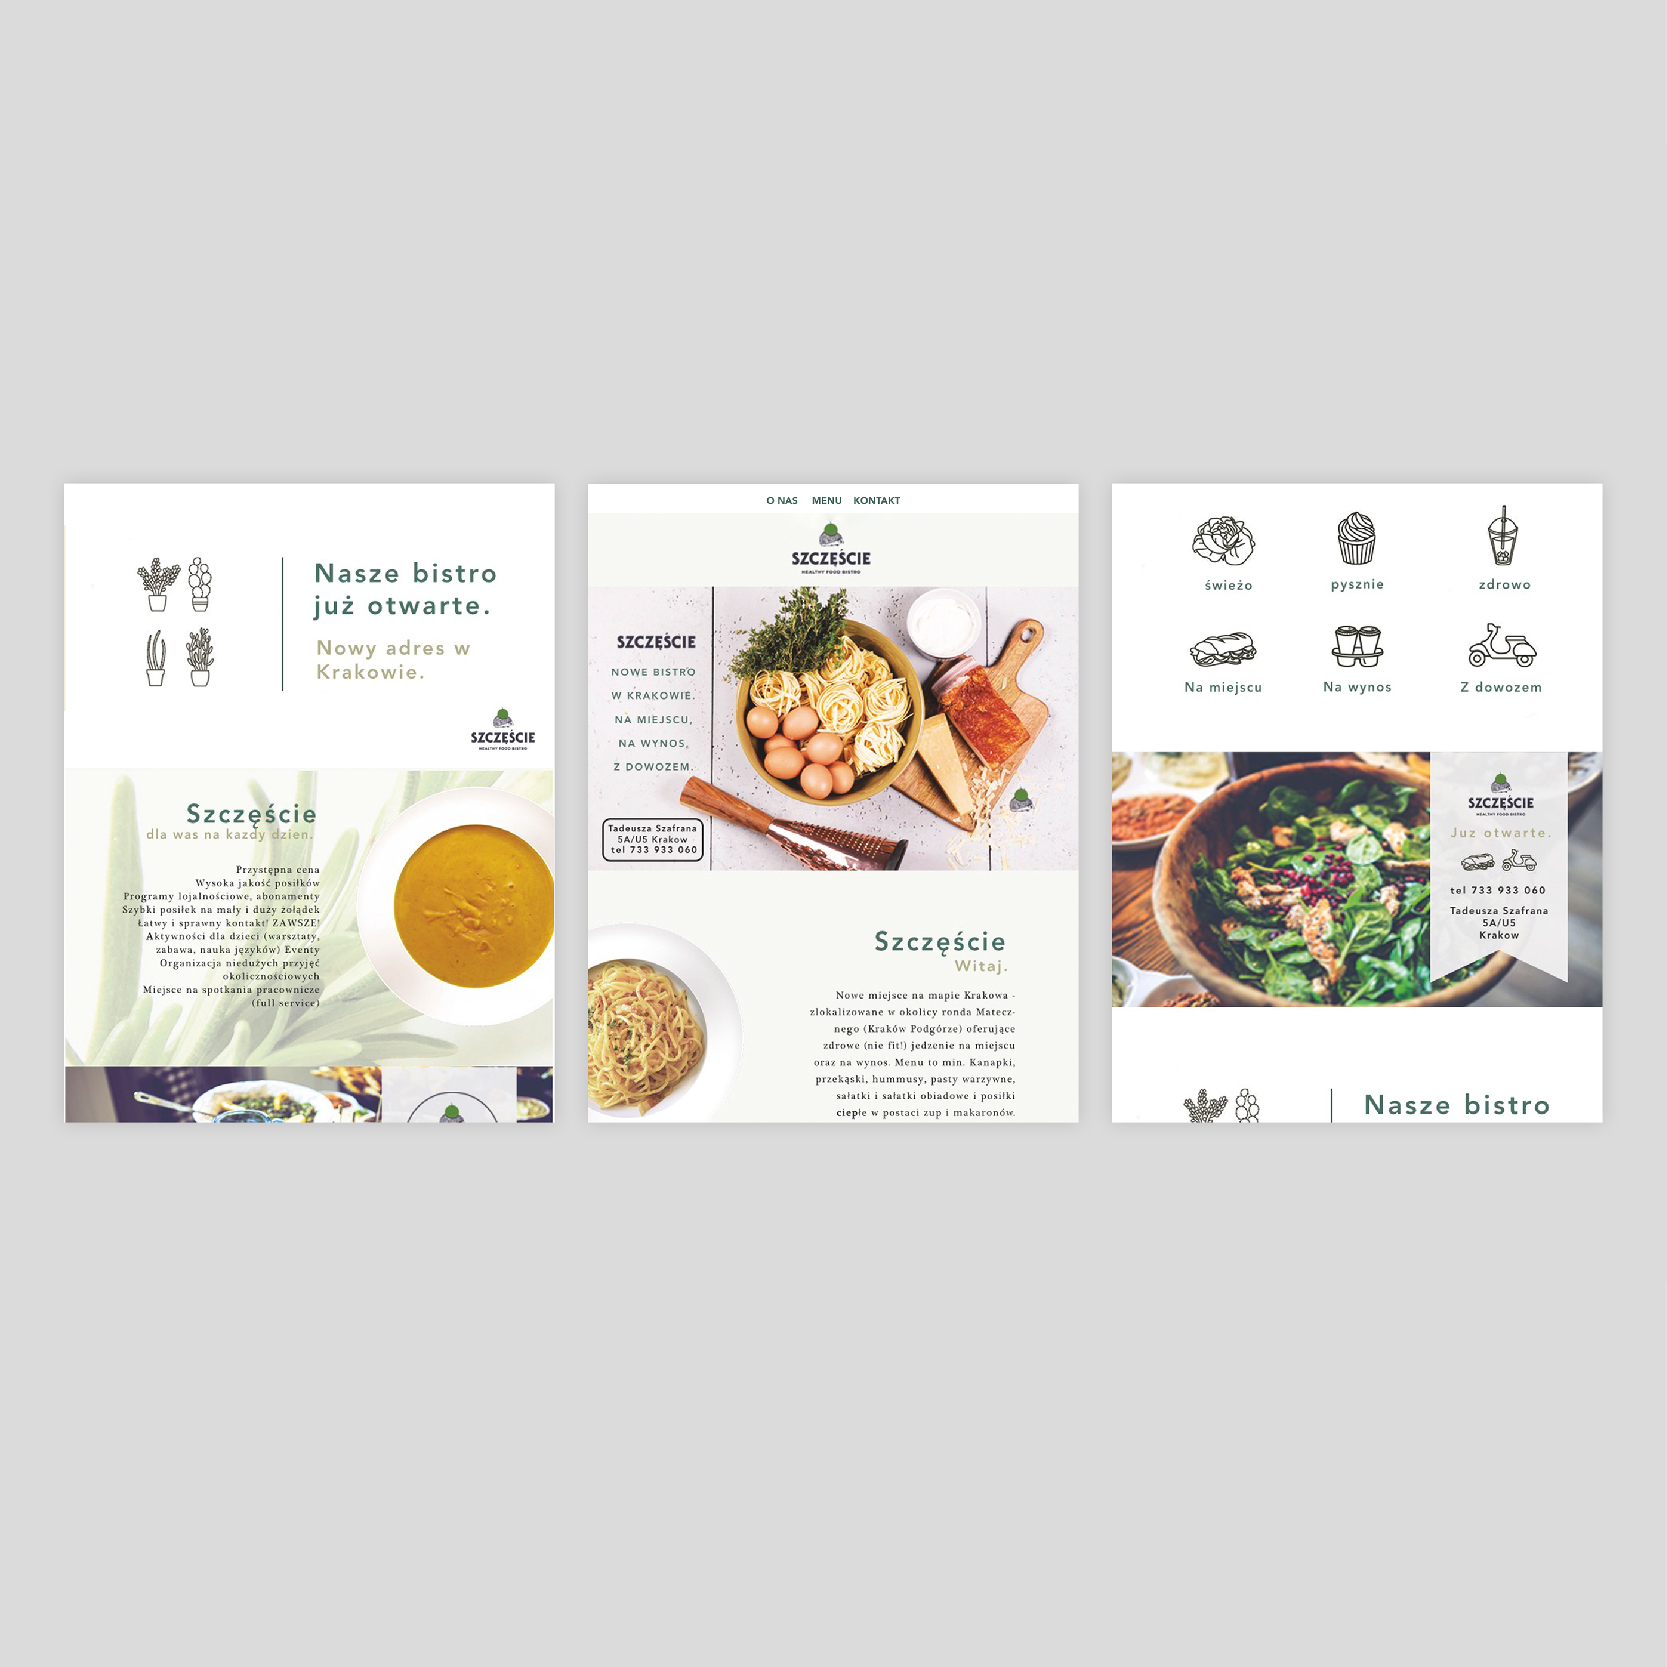 Nasze bistro
już otwarte.
Nowy adres w
Krakowie.
SZCZĘŚCIE
HEALTHY FOOD BISTRO
Szczęście
dla was na kazdy dzien.
Przystępna cena
Wysoka jakość posiłków
Programy lojalnościowe, abonamenty
Szybki posiłek na mały i duży żołądek
Łatwy i sprawny kontakt! ZAWSZE!
Aktywności dla dzieci (warsztaty,
zabawa, nauka języków) Eventy
Organizacja niedużych przyjęć
okolicznościowych
Miejsce na spotkania pracownicze
(full service)
O NAS MENU KONTAKT
SZCZĘŚCIE
HEALTHY FOOD BISTRO
SZCZĘŚCIE
NOWE BISTRO
W KRAKOWIE.
NA MIEJSCU,
NA WYNOS,
Z DOWOZEM.
Tadeusza Szafrana
5A/U5 Krakow
tel 733 933 060
Szczęście
Witaj.
Nowe miejsce na mapie Krakowa -
zlokalizowane w okolicy ronda Matecz-
nego (Kraków Podgórze) oferujące
zdrowe (nie fit!) jedzenie na miejscu
oraz na wynos. Menu to min. Kanapki,
przekąski, hummusy, pasty warzywne,
sałatki i sałatki obiadowe i posiłki
ciepłe w postaci zup i makaronów.
świeżo pysznie zdrowo
Na miejscu Na wynos Z dowozem
SZCZĘŚCIE
HEALTHY FOOD BISTRO
Juz otwarte.
tel 733 933 060
Tadeusza Szafrana
5A/U5
Krakow
Nasze bistro